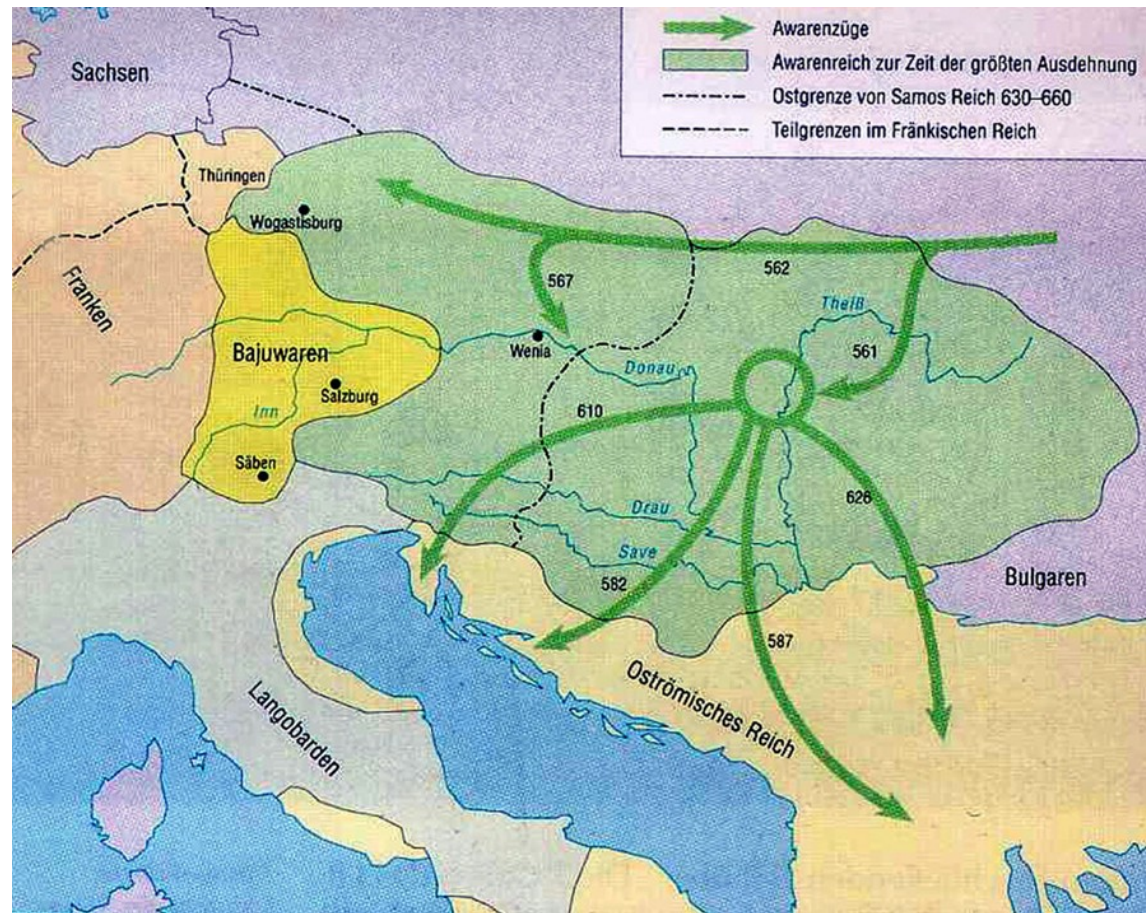 Awarenzüge
Awarenreich zur Zeit der größten Ausdehnung
Ostgrenze von Samos Reich 630–660
Teilgrenzen im Fränkischen Reich
Sachsen
Thüringen
Wogastisburg
562
567
Franken
Theiß
Wenia
561
Bajuwaren
Donau
Salzburg
Inn
610
Säben
626
Drau
Save
582
Bulgaren
587
Oströmisches Reich
Langobarden